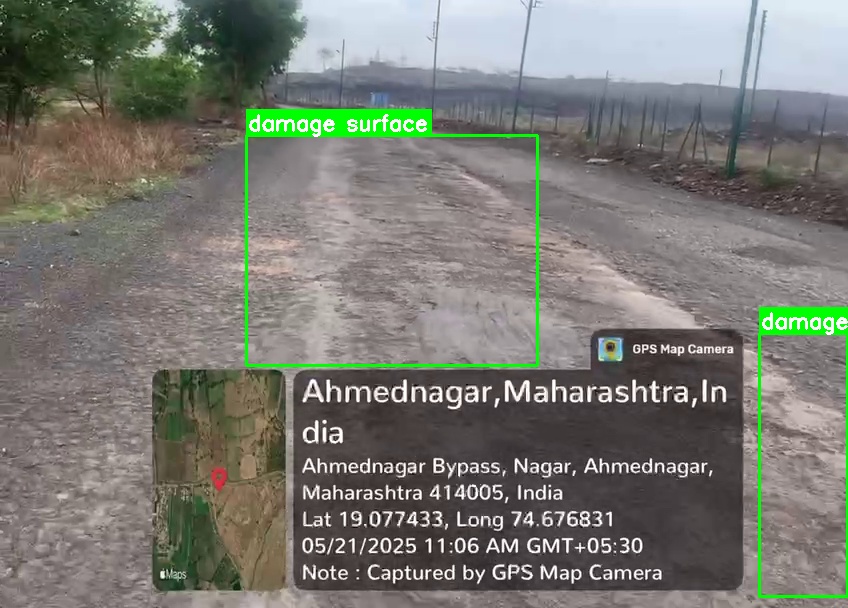 damage surface
damage
GPS Map Camera
Ahmednagar,Maharashtra,In
dia
Ahmednagar Bypass, Nagar, Ahmednagar,
Maharashtra 414005, India
Lat 19.077433, Long 74.676831
05/21/2025 11:06 AM GMT+05:30
Note : Captured by GPS Map Camera
Maps